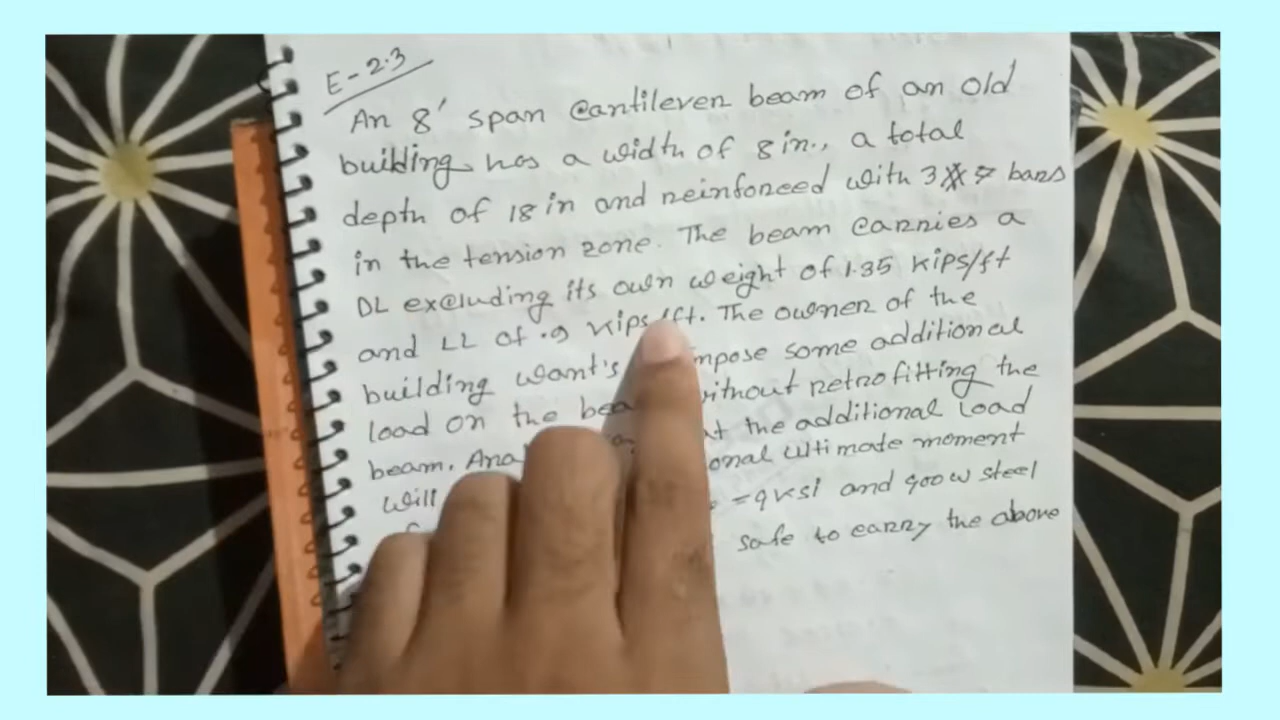 E-2.3
An 8' span cantilever beam of an old
building has a width of 8 in., a total
depth of 18 in and reinforced with 3 # 7 bars
in the tension zone. The beam carries a
DL excluding its own weight of 1.35 kips/ft
and LL of .9 kips/ft. The owner of the
building want's impose some additional
load on the without retrofitting the
beam. the additional load
will ultimate moment
=4ksi and 400w steel
safe to carry the above